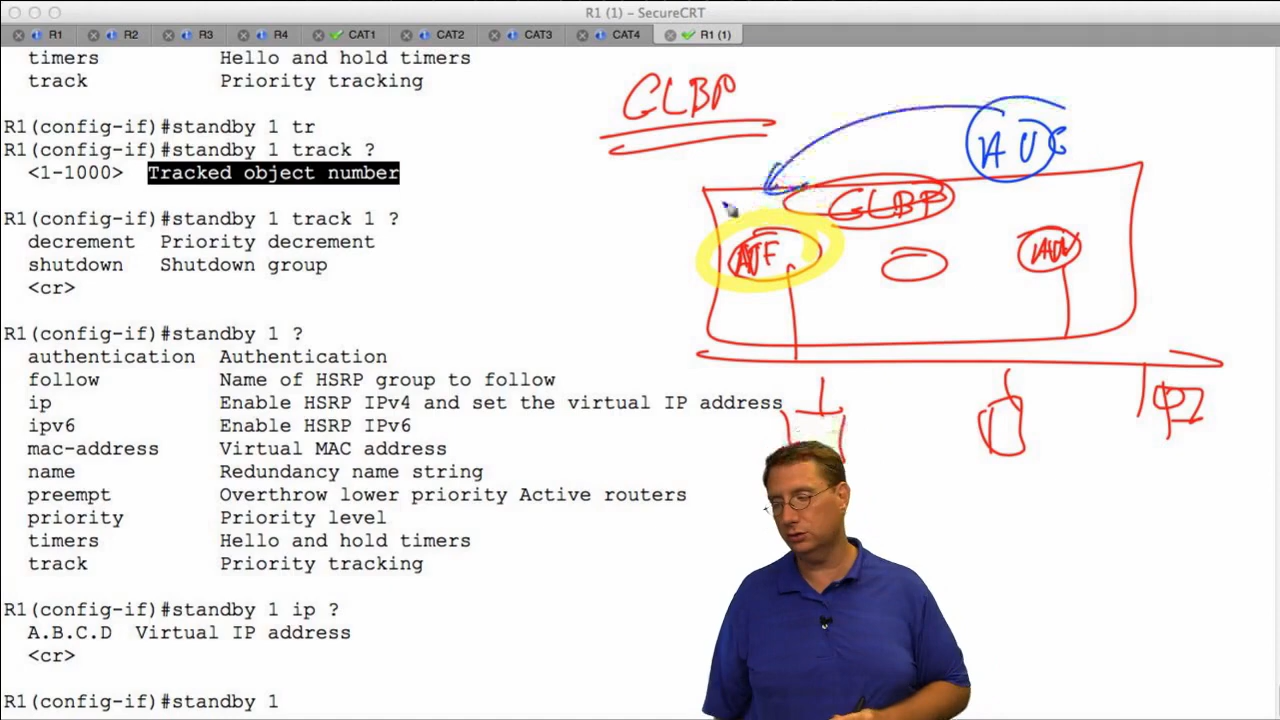 R1 (1) – SecureCRT
R1 R2 R3 R4 CAT1 CAT2 CAT3 CAT4 R1 (1)
timers Hello and hold timers
track Priority tracking
R1(config-if)#standby 1 tr
R1(config-if)#standby 1 track ?
<1-1000> Tracked object number
R1(config-if)#standby 1 track 1 ?
decrement Priority decrement
shutdown Shutdown group
<cr>
R1(config-if)#standby 1 ?
authentication Authentication
follow Name of HSRP group to follow
ip Enable HSRP IPv4 and set the virtual IP address
ipv6 Enable HSRP IPv6
mac-address Virtual MAC address
name Redundancy name string
preempt Overthrow lower priority Active routers
priority Priority level
timers Hello and hold timers
track Priority tracking
R1(config-if)#standby 1 ip ?
A.B.C.D Virtual IP address
<cr>
R1(config-if)#standby 1
GLBP
AVG
GLBP
AVF